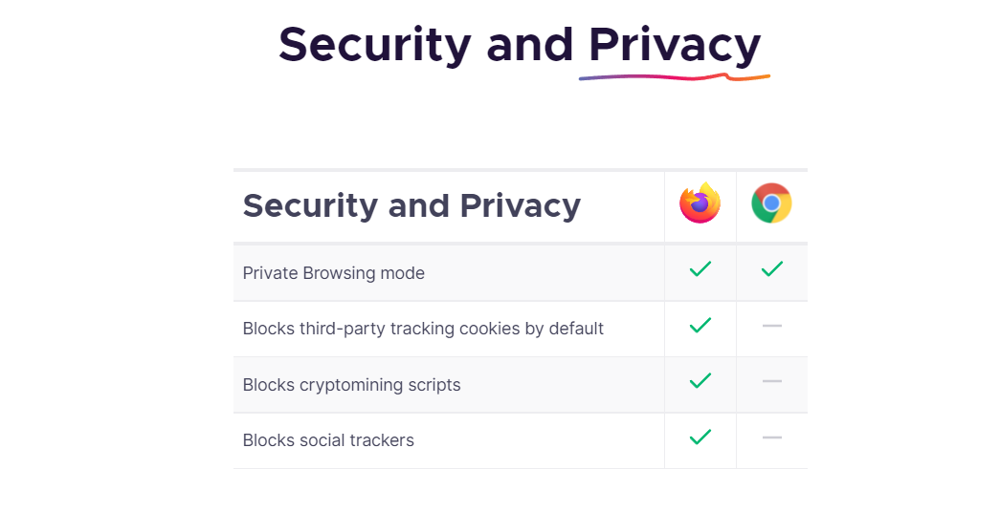 Security and Privacy
Security and Privacy
Private Browsing mode
Blocks third-party tracking cookies by default
Blocks cryptomining scripts
Blocks social trackers